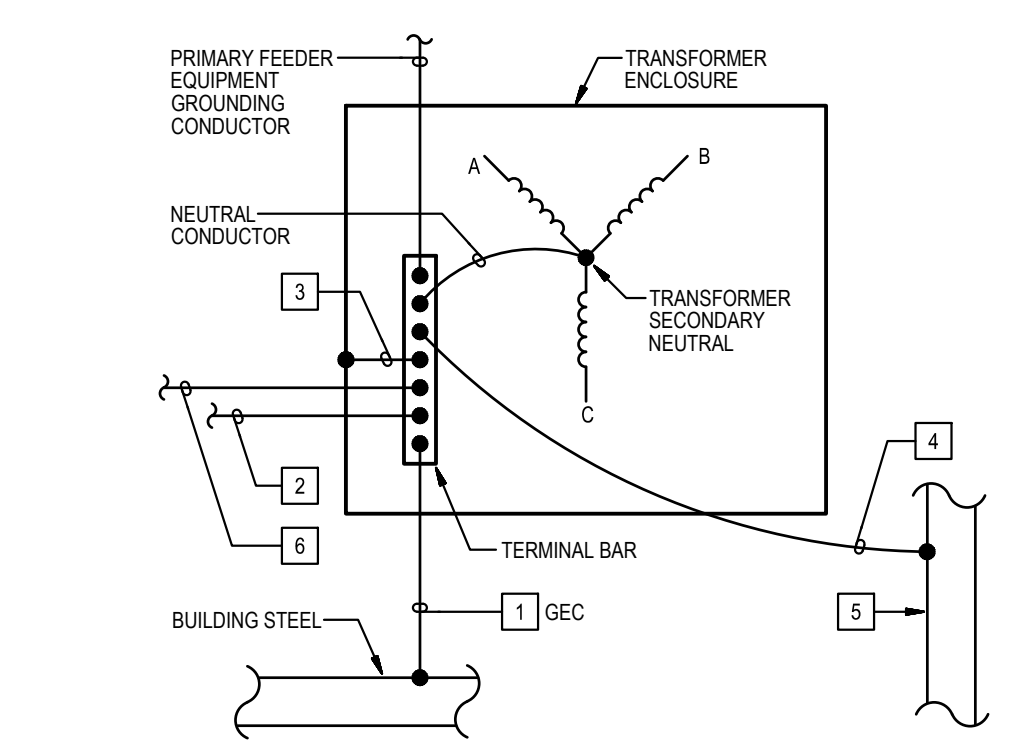 PRIMARY FEEDER
EQUIPMENT
GROUNDING
CONDUCTOR
TRANSFORMER
ENCLOSURE
A
B
NEUTRAL
CONDUCTOR
3
TRANSFORMER
SECONDARY
NEUTRAL
C
4
2
6
TERMINAL BAR
BUILDING STEEL
1 GEC
5